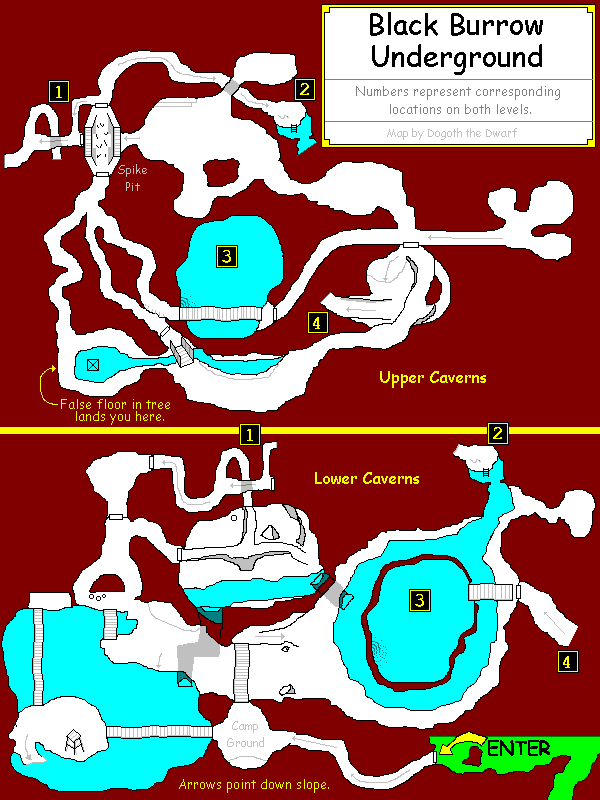 Black Burrow
Underground
Numbers represent corresponding
locations on both levels.
Map by Dogoth the Dwarf
1
2
Spike
Pit
3
4
Upper Caverns
False floor in tree
lands you here.
1
2
Lower Caverns
3
4
Camp
Ground
ENTER
Arrows point down slope.